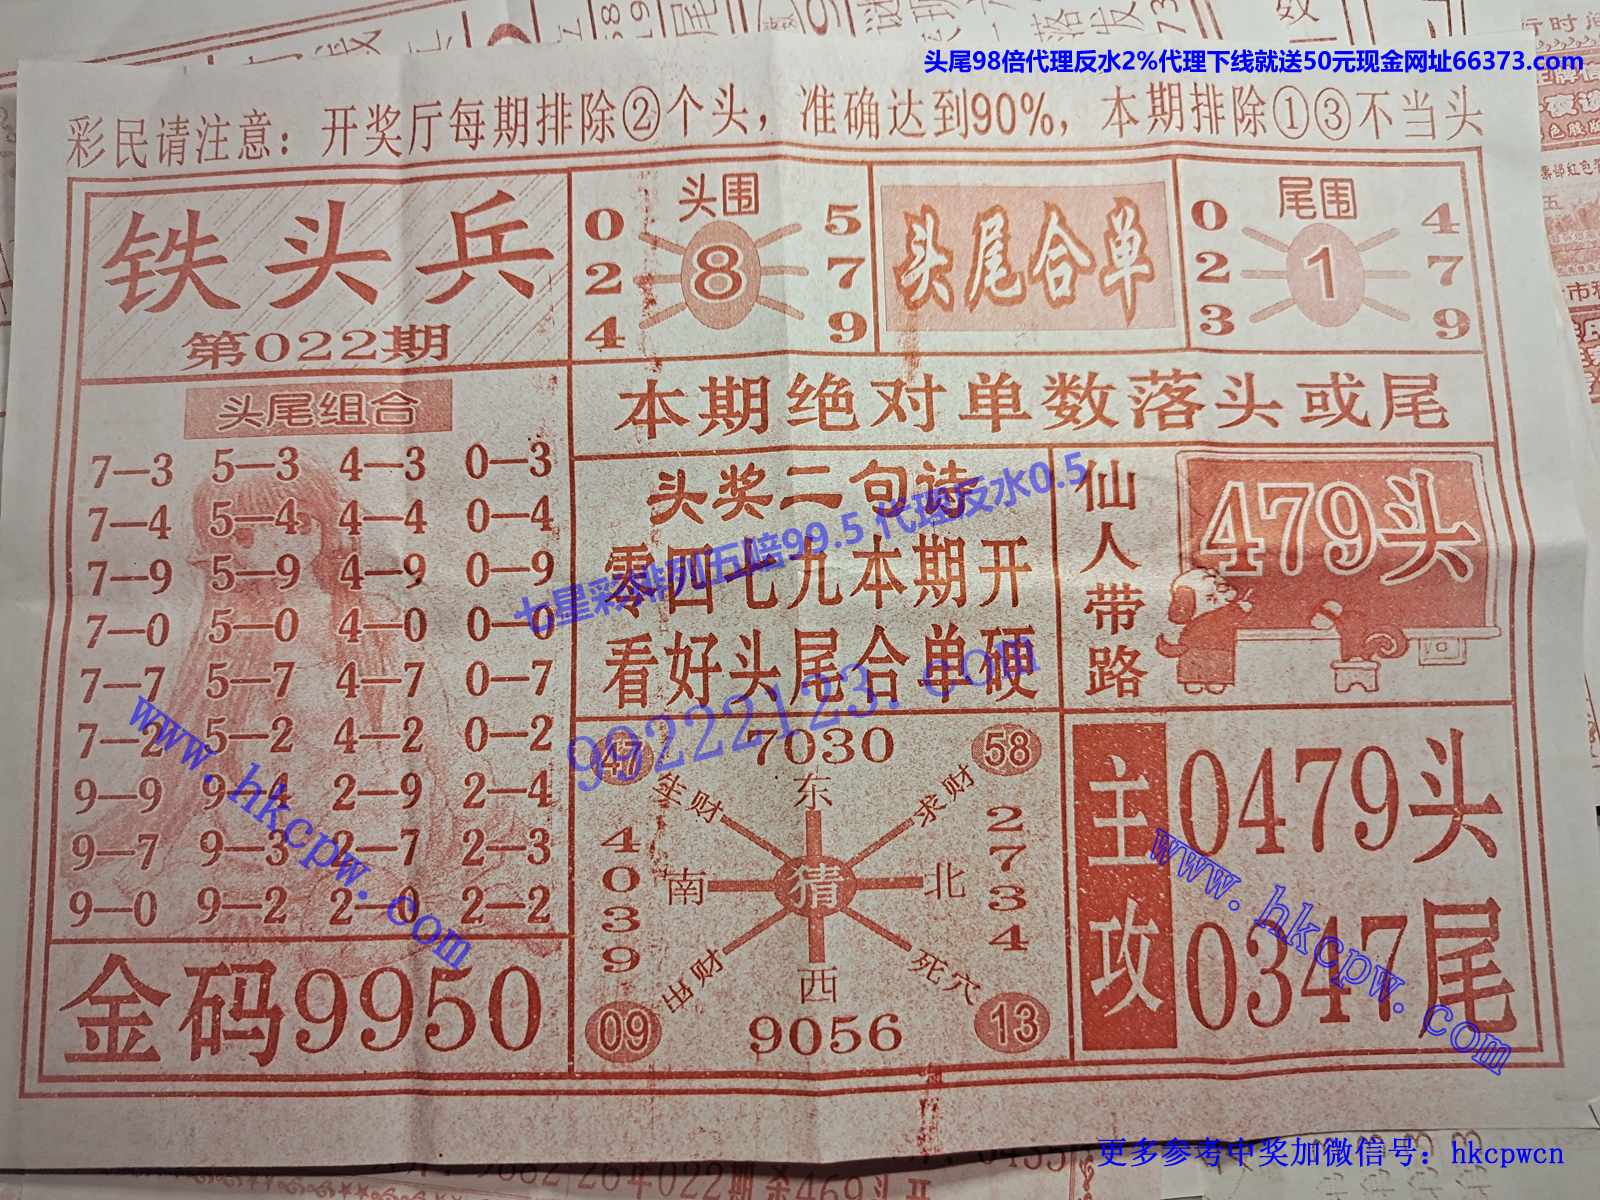 头尾98倍代理反水2%代理下线就送50元现金网址66373.com
彩民请注意：开奖厅每期排除②个头，准确达到90%，本期排除①③不当头
铁头兵
第022期
头围
0 5
2 8 7
4 9
头尾合单
尾围
0 4
2 1 7
3 9
本期绝对单数落头或尾
头尾组合
7—3 5—3 4—3 0—3
7—4 5—4 4—4 0—4
7—9 5—9 4—9 0—9
7—0 5—0 4—0 0—0
7—7 5—7 4—7 0—7
7—2 5—2 4—2 0—2
9—9 9—4 2—9 2—4
9—7 9—3 2—7 2—3
9—0 9—2 2—0 2—2
金码9950
头奖二句诗
零四七九本期开
看好头尾合单硬
七星彩排列五赔99.5 代理反水0.5
99222123.com
仙人带路
479头
47 7030 58
生财 东 求财
4039
南 猜 北
2734
出财 西 死穴
09 9056 13
主攻
0479头
0347尾
www.hkcpw.com
www.hkcpw.com
更多参考中奖加微信号：hkcpwcn